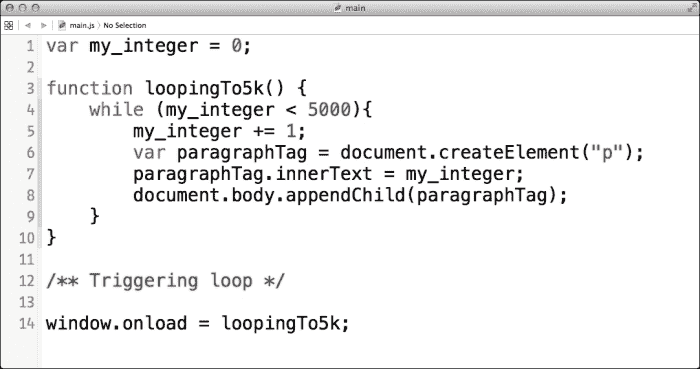 main
main.js › No Selection
1 var my_integer = 0;
2
3 function loopingTo5k() {
4     while (my_integer < 5000){
5         my_integer += 1;
6         var paragraphTag = document.createElement("p");
7         paragraphTag.innerText = my_integer;
8         document.body.appendChild(paragraphTag);
9     }
10 }
11
12 /** Triggering loop */
13
14 window.onload = loopingTo5k;